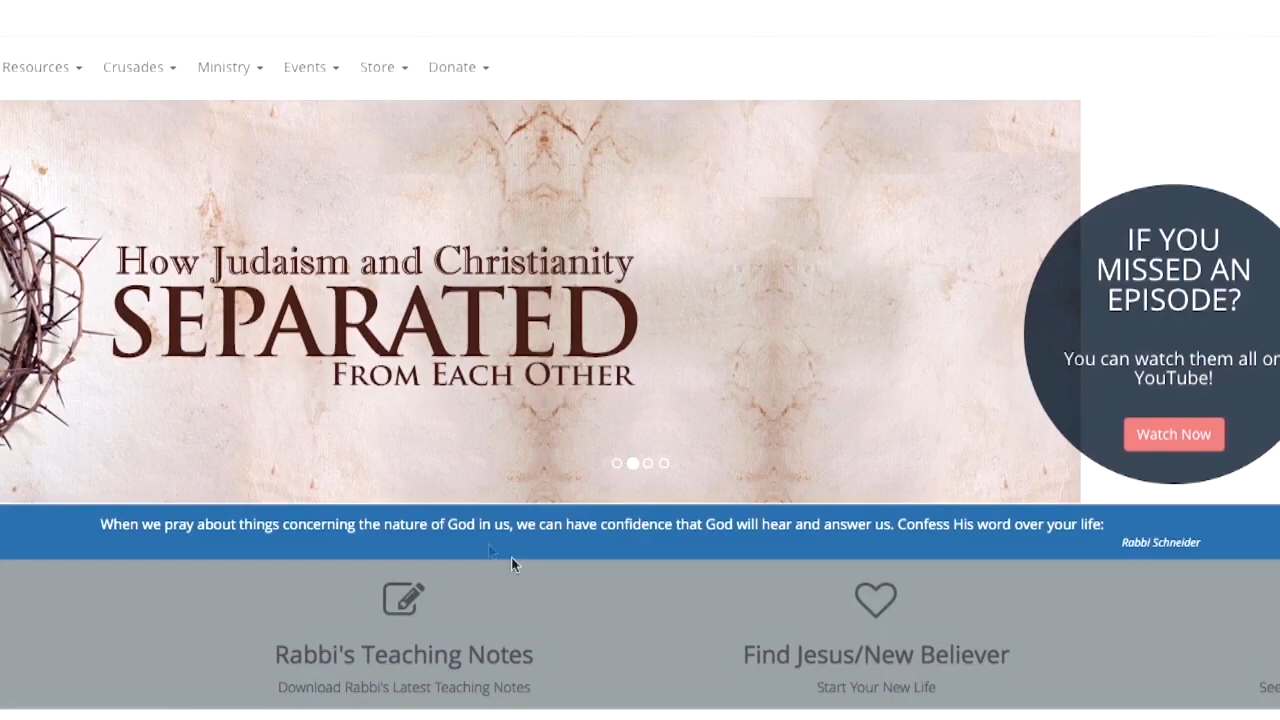 Resources
Crusades
Ministry
Events
Store
Donate
How Judaism and Christianity
SEPARATED
FROM EACH OTHER
IF YOU
MISSED AN
EPISODE?
You can watch them all on
YouTube!
Watch Now
When we pray about things concerning the nature of God in us, we can have confidence that God will hear and answer us. Confess His word over your life:
Rabbi Schneider
Rabbi's Teaching Notes
Download Rabbi's Latest Teaching Notes
Find Jesus/New Believer
Start Your New Life